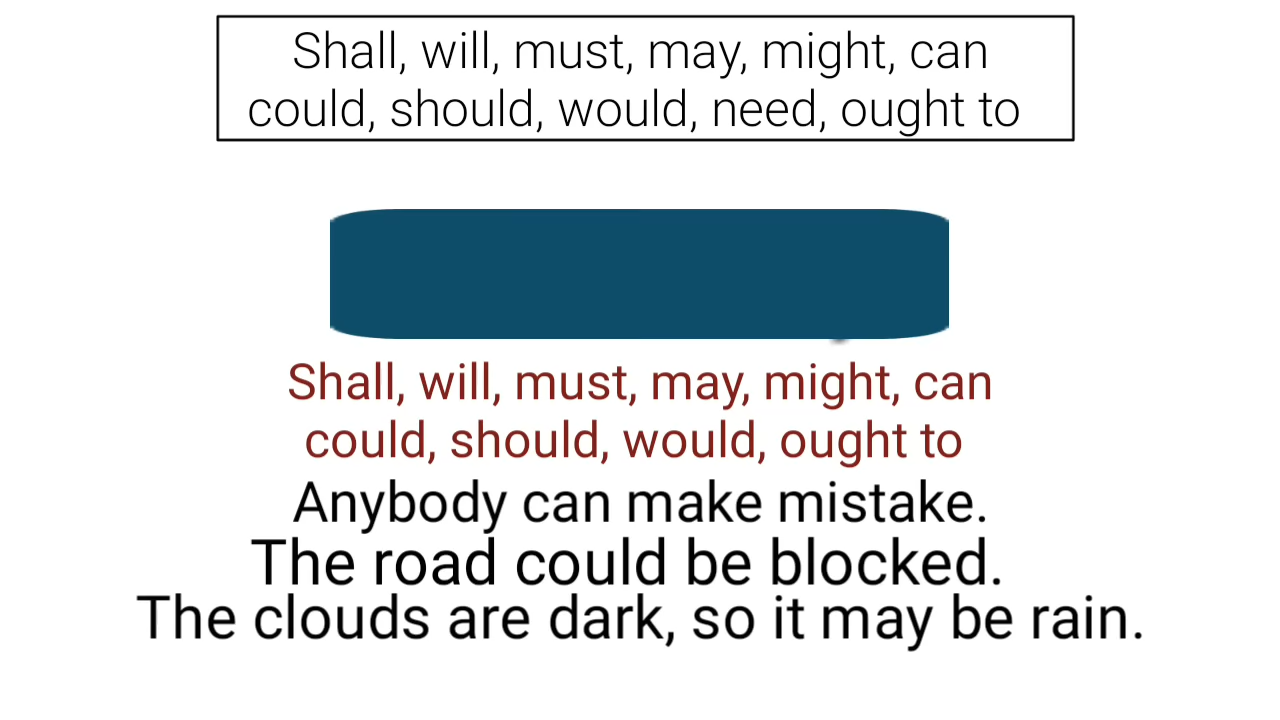 Shall, will, must, may, might, can
could, should, would, need, ought to
Shall, will, must, may, might, can
could, should, would, ought to
Anybody can make mistake.
The road could be blocked.
The clouds are dark, so it may be rain.